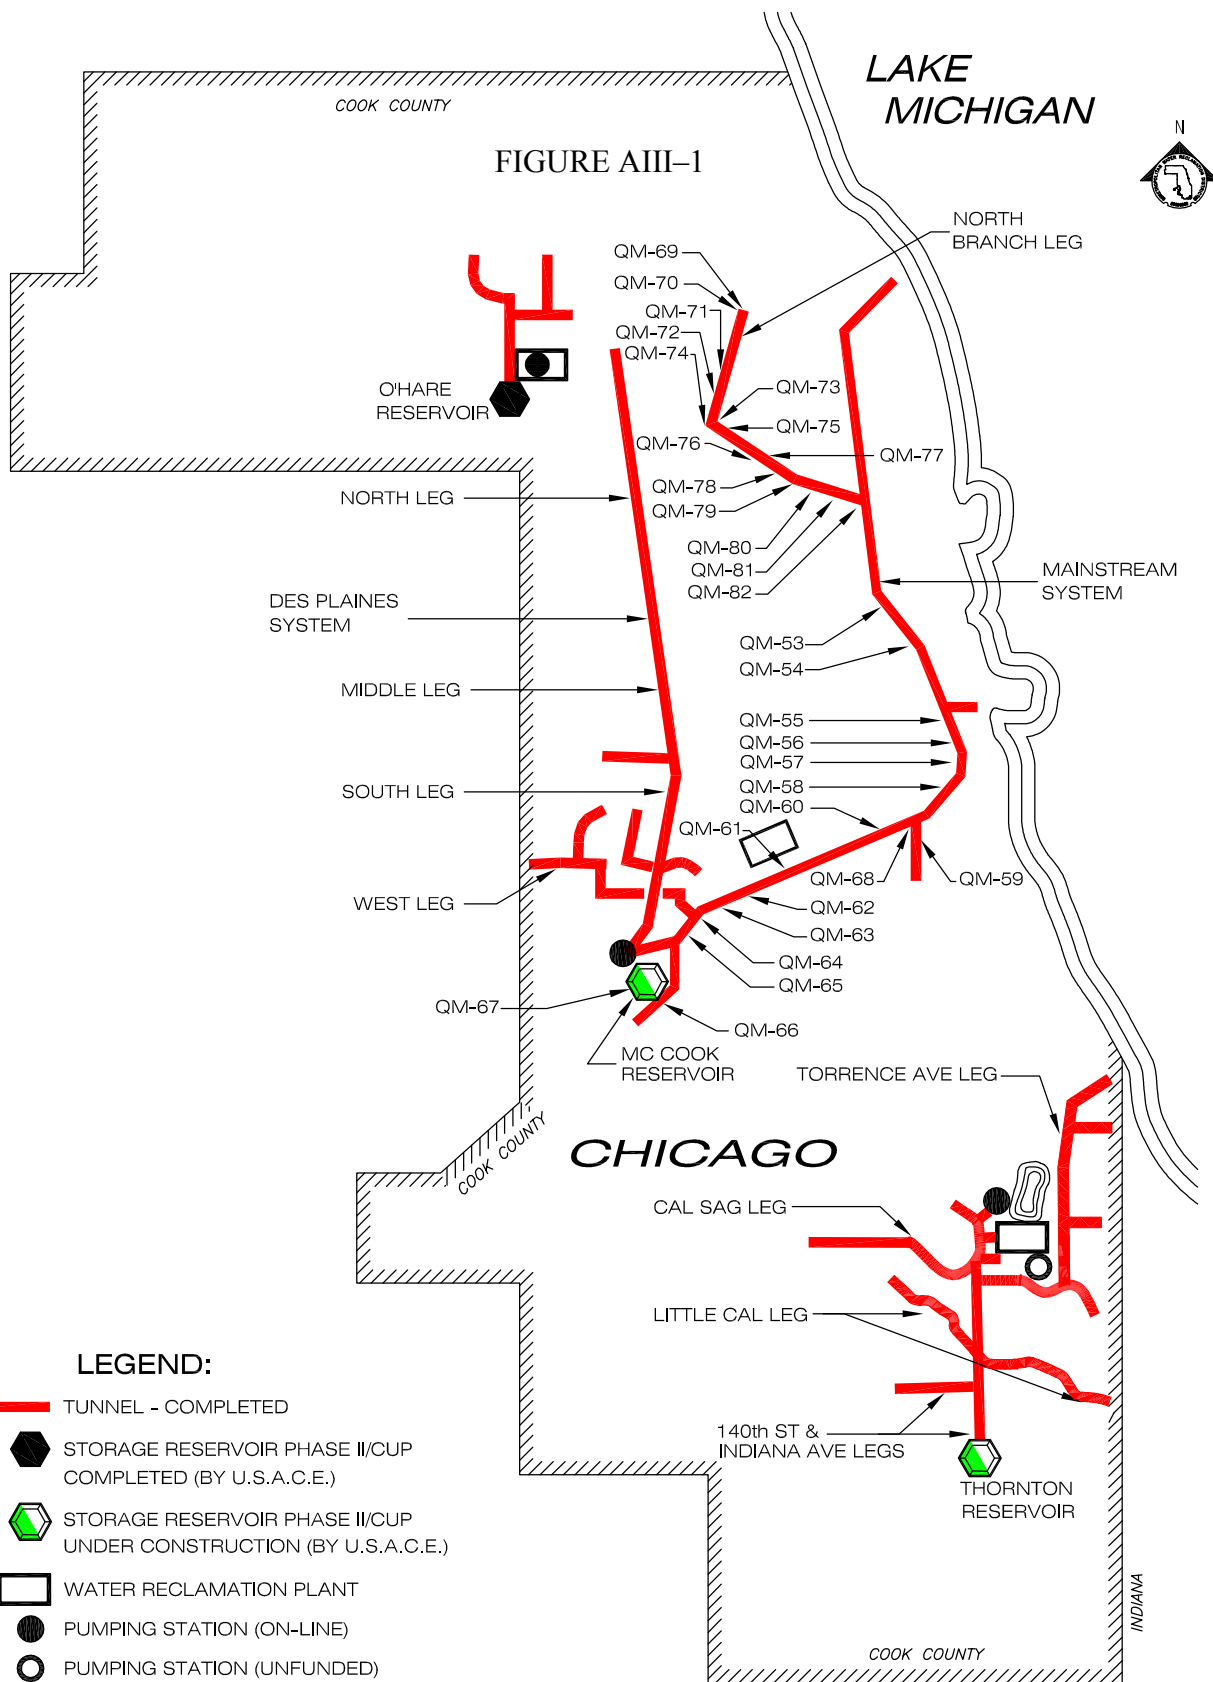 LAKE
MICHIGAN
COOK COUNTY
FIGURE AIII–1
N
NORTH
BRANCH LEG
QM-69
QM-70
QM-71
QM-72
QM-74
QM-73
QM-75
QM-76
QM-77
QM-78
QM-79
QM-80
QM-81
QM-82
O'HARE
RESERVOIR
NORTH LEG
DES PLAINES
SYSTEM
MAINSTREAM
SYSTEM
QM-53
QM-54
MIDDLE LEG
QM-55
QM-56
QM-57
QM-58
QM-60
SOUTH LEG
QM-61
QM-68
QM-59
WEST LEG
QM-62
QM-63
QM-64
QM-65
QM-67
QM-66
MC COOK
RESERVOIR
TORRENCE AVE LEG
COOK COUNTY
CHICAGO
CAL SAG LEG
LITTLE CAL LEG
140th ST &
INDIANA AVE LEGS
THORNTON
RESERVOIR
INDIANA
COOK COUNTY
LEGEND:
TUNNEL - COMPLETED
STORAGE RESERVOIR PHASE II/CUP
COMPLETED (BY U.S.A.C.E.)
STORAGE RESERVOIR PHASE II/CUP
UNDER CONSTRUCTION (BY U.S.A.C.E.)
WATER RECLAMATION PLANT
PUMPING STATION (ON-LINE)
PUMPING STATION (UNFUNDED)